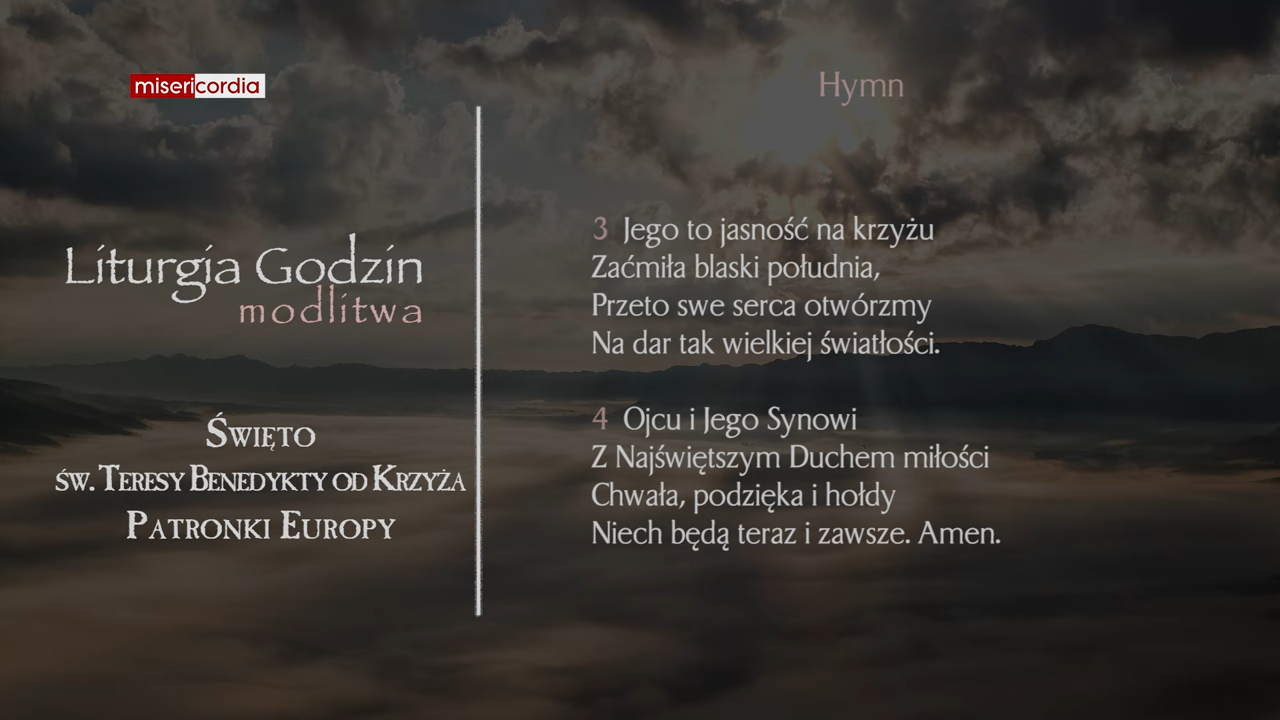 misericordia
Liturgia Godzin
modlitwa
Święto
św. Teresy Benedykty od Krzyża
Patronki Europy
Hymn
3 Jego to jasność na krzyżu
Zaćmiła blaski południa,
Przeto swe serca otwórzmy
Na dar tak wielkiej światłości.
4 Ojcu i Jego Synowi
Z Najświętszym Duchem miłości
Chwała, podzięka i hołdy
Niech będą teraz i zawsze. Amen.